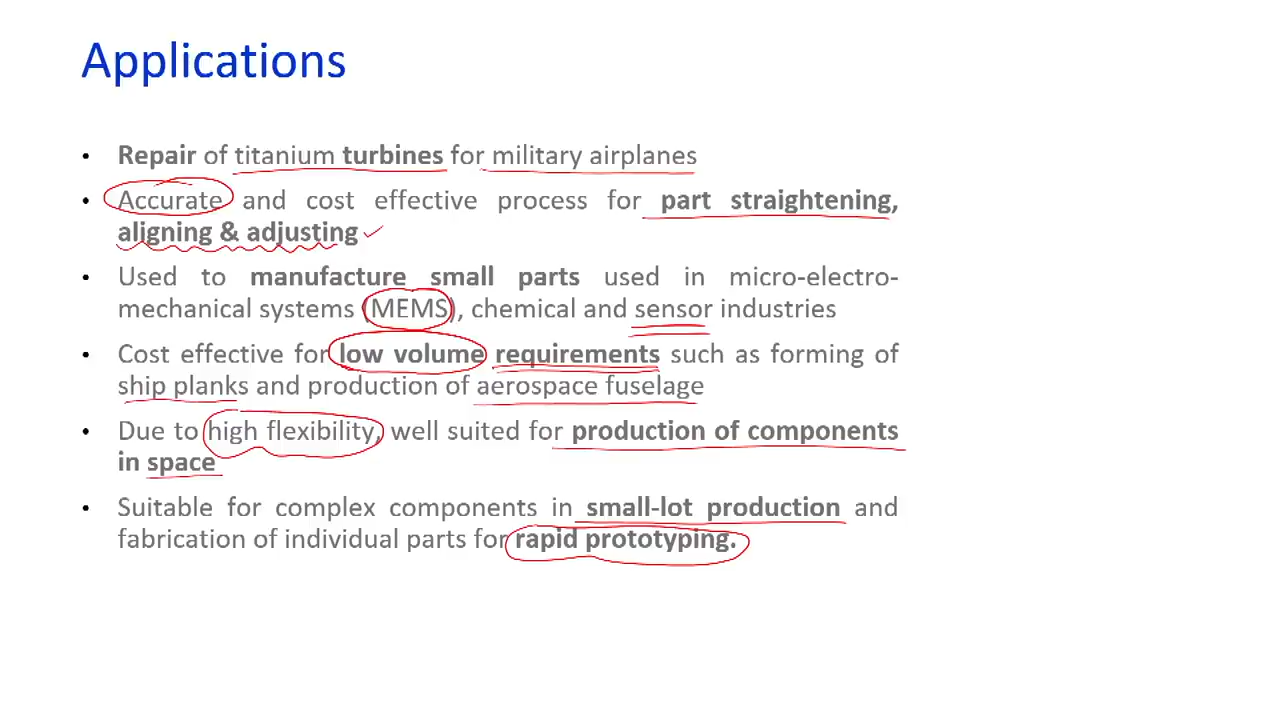 Applications
• Repair of titanium turbines for military airplanes
• Accurate and cost effective process for part straightening,
aligning & adjusting
• Used to manufacture small parts used in micro-electro-
mechanical systems (MEMS), chemical and sensor industries
• Cost effective for low volume requirements such as forming of
ship planks and production of aerospace fuselage
• Due to high flexibility, well suited for production of components
in space
• Suitable for complex components in small-lot production and
fabrication of individual parts for rapid prototyping.